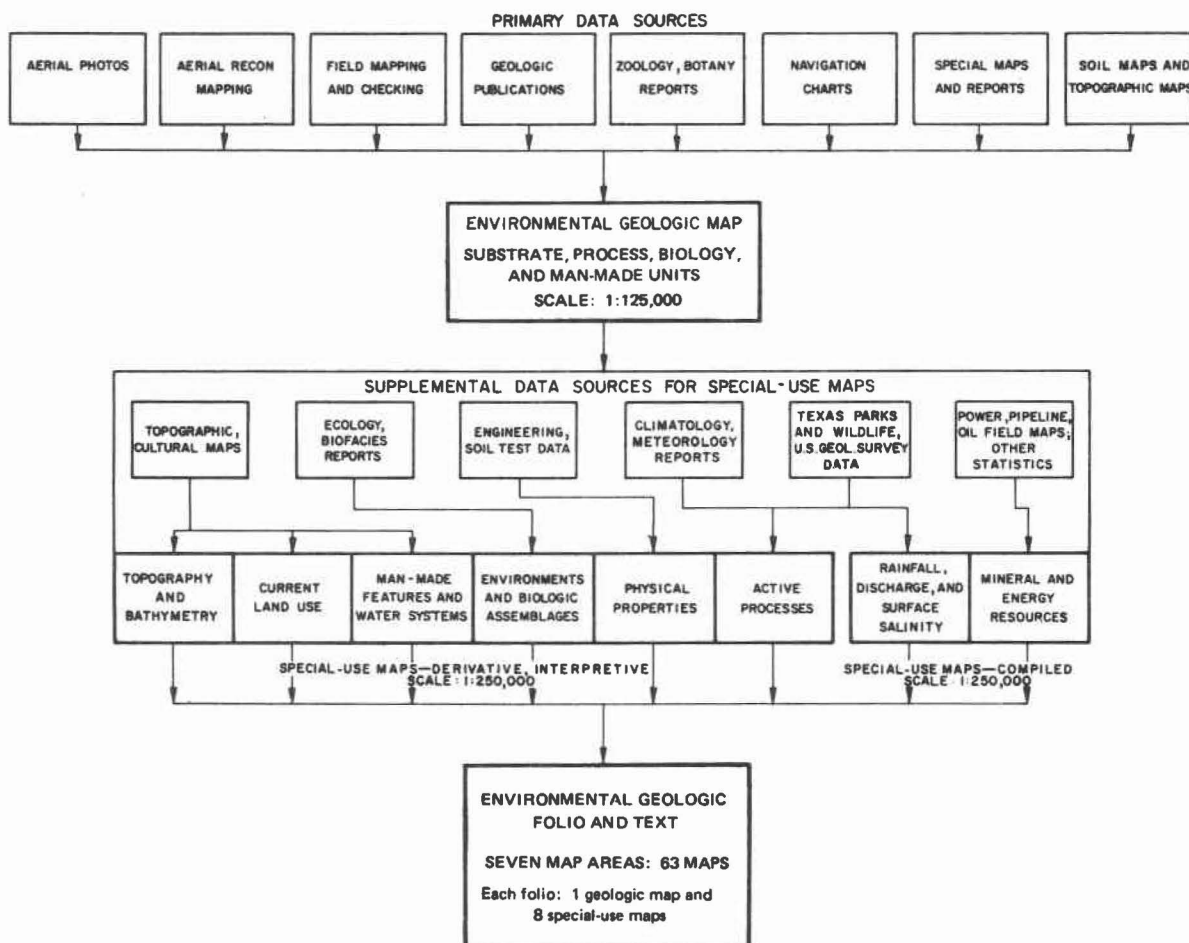 PRIMARY DATA SOURCES
AERIAL PHOTOS
AERIAL RECON
MAPPING
FIELD MAPPING
AND CHECKING
GEOLOGIC
PUBLICATIONS
ZOOLOGY, BOTANY
REPORTS
NAVIGATION
CHARTS
SPECIAL MAPS
AND REPORTS
SOIL MAPS AND
TOPOGRAPHIC MAPS
ENVIRONMENTAL GEOLOGIC MAP
SUBSTRATE, PROCESS, BIOLOGY,
AND MAN-MADE UNITS
SCALE: 1:125,000
SUPPLEMENTAL DATA SOURCES FOR SPECIAL-USE MAPS
TOPOGRAPHIC,
CULTURAL MAPS
ECOLOGY,
BIOFACIES
REPORTS
ENGINEERING,
SOIL TEST DATA
CLIMATOLOGY,
METEOROLOGY
REPORTS
TEXAS PARKS
AND WILDLIFE,
U.S. GEOL. SURVEY
DATA
POWER, PIPELINE,
OIL FIELD MAPS;
OTHER
STATISTICS
TOPOGRAPHY
AND
BATHYMETRY
CURRENT
LAND USE
MAN-MADE
FEATURES AND
WATER SYSTEMS
ENVIRONMENTS
AND BIOLOGIC
ASSEMBLAGES
PHYSICAL
PROPERTIES
ACTIVE
PROCESSES
RAINFALL,
DISCHARGE, AND
SURFACE
SALINITY
MINERAL AND
ENERGY
RESOURCES
SPECIAL-USE MAPS—DERIVATIVE, INTERPRETIVE
SCALE: 1:250,000
SPECIAL-USE MAPS—COMPILED
SCALE: 1:250,000
ENVIRONMENTAL GEOLOGIC
FOLIO AND TEXT
SEVEN MAP AREAS: 63 MAPS
Each folio: 1 geologic map and
8 special-use maps